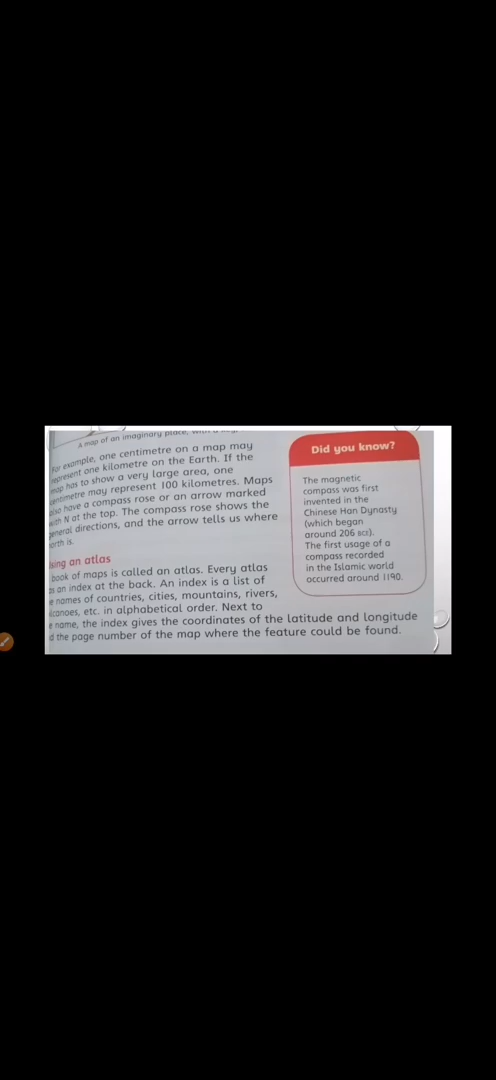 A map of an imaginary place, with a
For example, one centimetre on a map may
represent one kilometre on the Earth. If the
map has to show a very large area, one
centimetre may represent 100 kilometres. Maps
also have a compass rose or an arrow marked
with N at the top. The compass rose shows the
general directions, and the arrow tells us where
orth is.
sing an atlas
book of maps is called an atlas. Every atlas
as an index at the back. An index is a list of
e names of countries, cities, mountains, rivers,
lcanoes, etc. in alphabetical order. Next to
e name, the index gives the coordinates of the latitude and longitude
d the page number of the map where the feature could be found.
Did you know?
The magnetic
compass was first
invented in the
Chinese Han Dynasty
(which began
around 206 BCE).
The first usage of a
compass recorded
in the Islamic world
occurred around 1190.